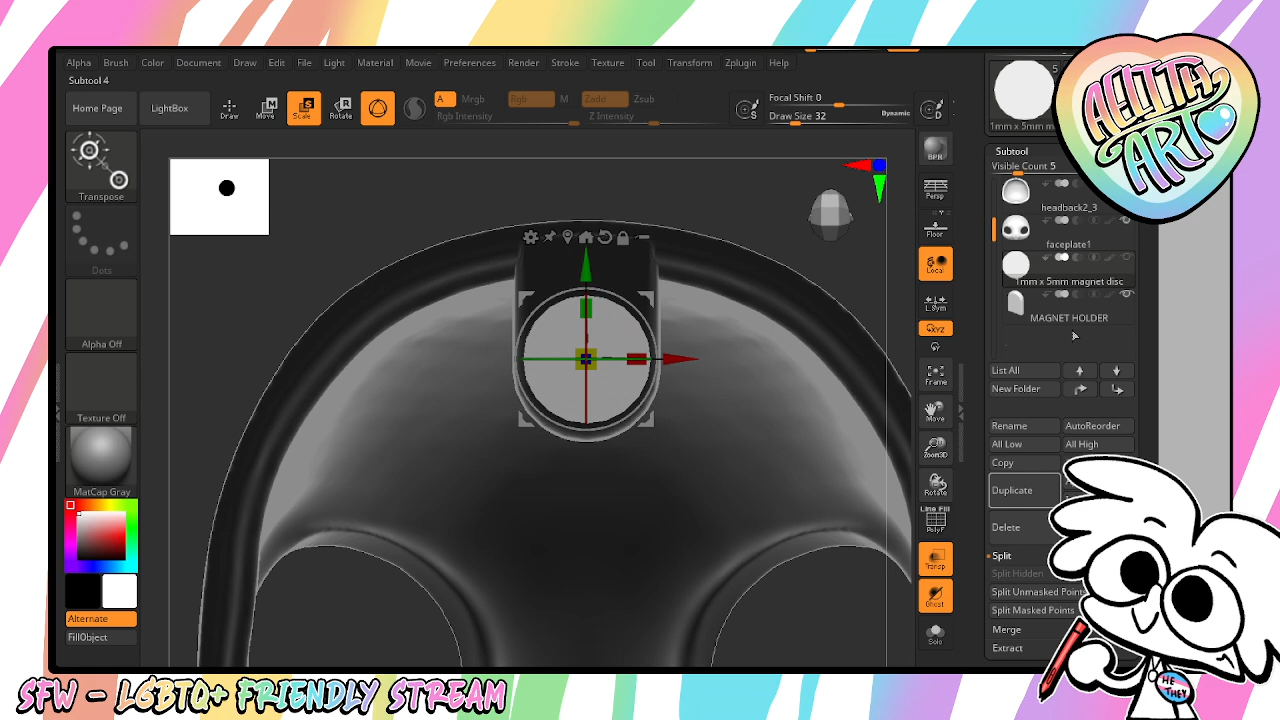 Alpha Brush Color Document Draw Edit File Light Material Movie Preferences Render Stroke Texture Tool Transform Zplugin Help
Subtool 4
Home Page LightBox Draw Move Scale Rotate
A Mrgb Rgb M Zadd Zsub
Rgb Intensity Z Intensity
Focal Shift 0
Draw Size 32 Dynamic
S D
Transpose
Dots
Alpha Off
Texture Off
MatCap Gray
Alternate
FillObject
BPR
Persp
Floor
Local
L.Sym
XYZ
Frame
Move
Zoom3D
Rotate
Line Fill
PolyF
Transp
Ghost
Solo
5
1mm x 5mm m
Subtool
Visible Count 5
headback2_3
faceplate1
1mm x 5mm magnet disc
MAGNET HOLDER
List All
New Folder
Rename AutoReorder
All Low All High
Copy
Duplicate
Delete
Split
Split Hidden
Split Unmasked Points
Split Masked Points
Merge
Extract
AELITH
ART
HE
THEY
SFW - LGBTQ+ FRIENDLY STREAM